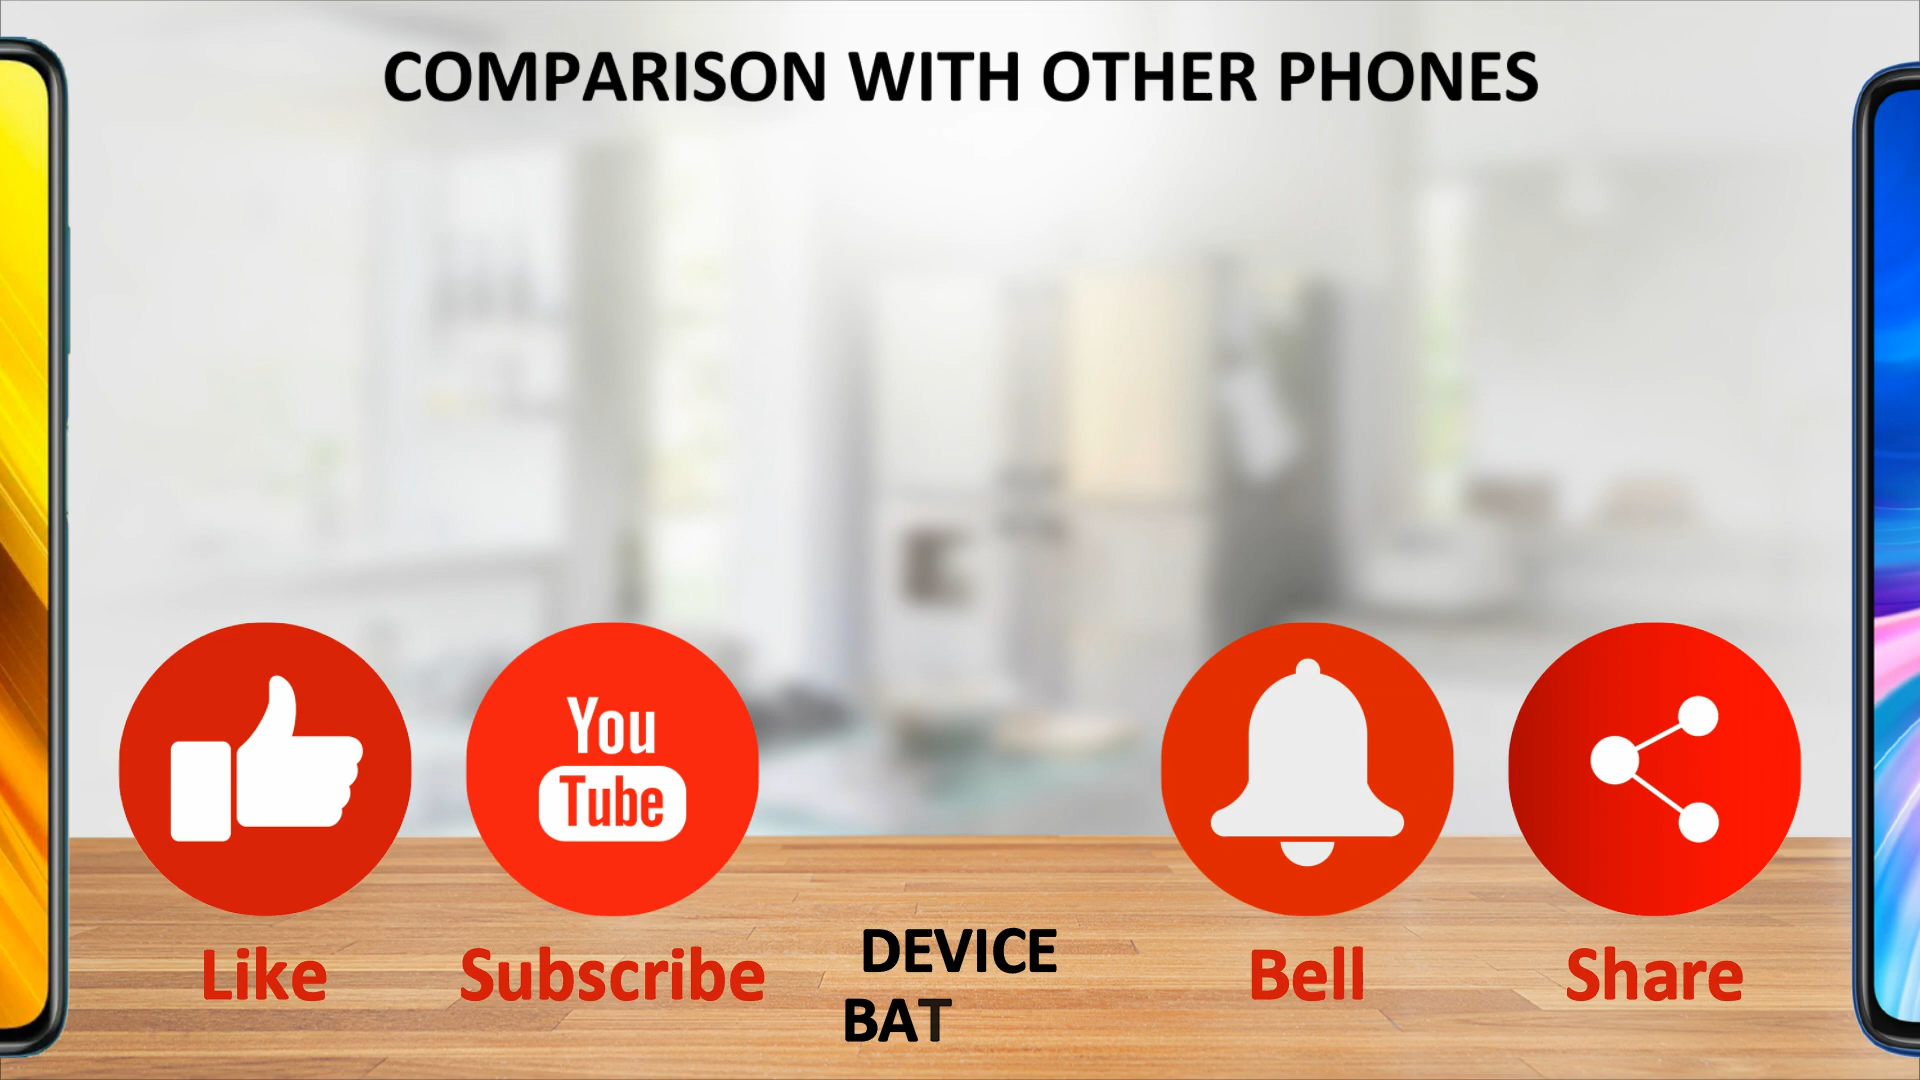 COMPARISON WITH OTHER PHONES
You
Tube
Like
Subscribe
DEVICE
BAT
Bell
Share